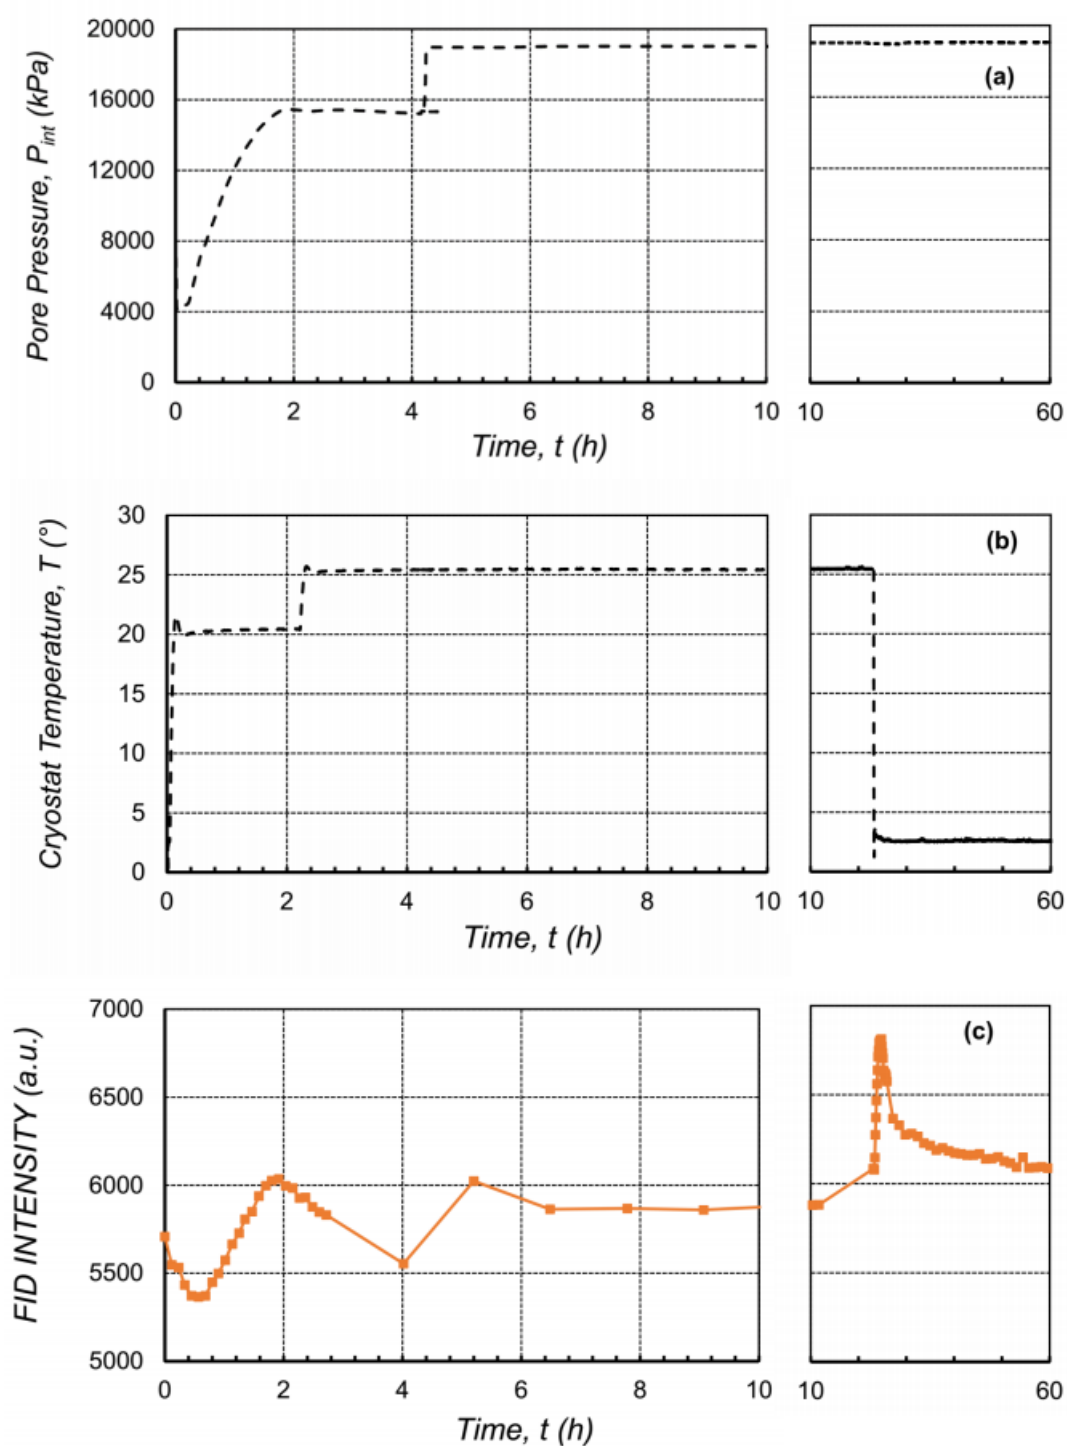 20000
16000
12000
8000
4000
0
Pore Pressure, P_int (kPa)
0 2 4 6 8 10
Time, t (h)
(a)
10 60
30
25
20
15
10
5
0
Cryostat Temperature, T (°)
0 2 4 6 8 10
Time, t (h)
(b)
10 60
7000
6500
6000
5500
5000
FID INTENSITY (a.u.)
0 2 4 6 8 10
Time, t (h)
(c)
10 60